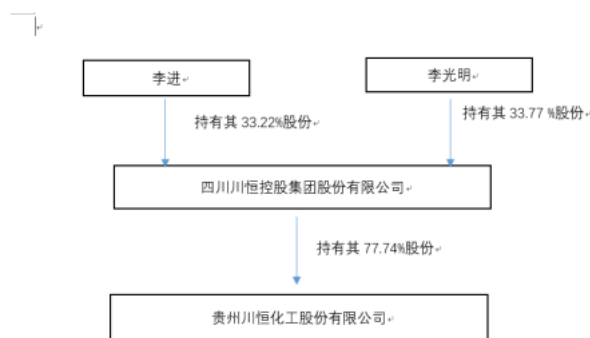 李进
李光明
持有其 33.22%股份
持有其 33.77 %股份
四川川恒控股集团股份有限公司
持有其 77.74%股份
贵州川恒化工股份有限公司